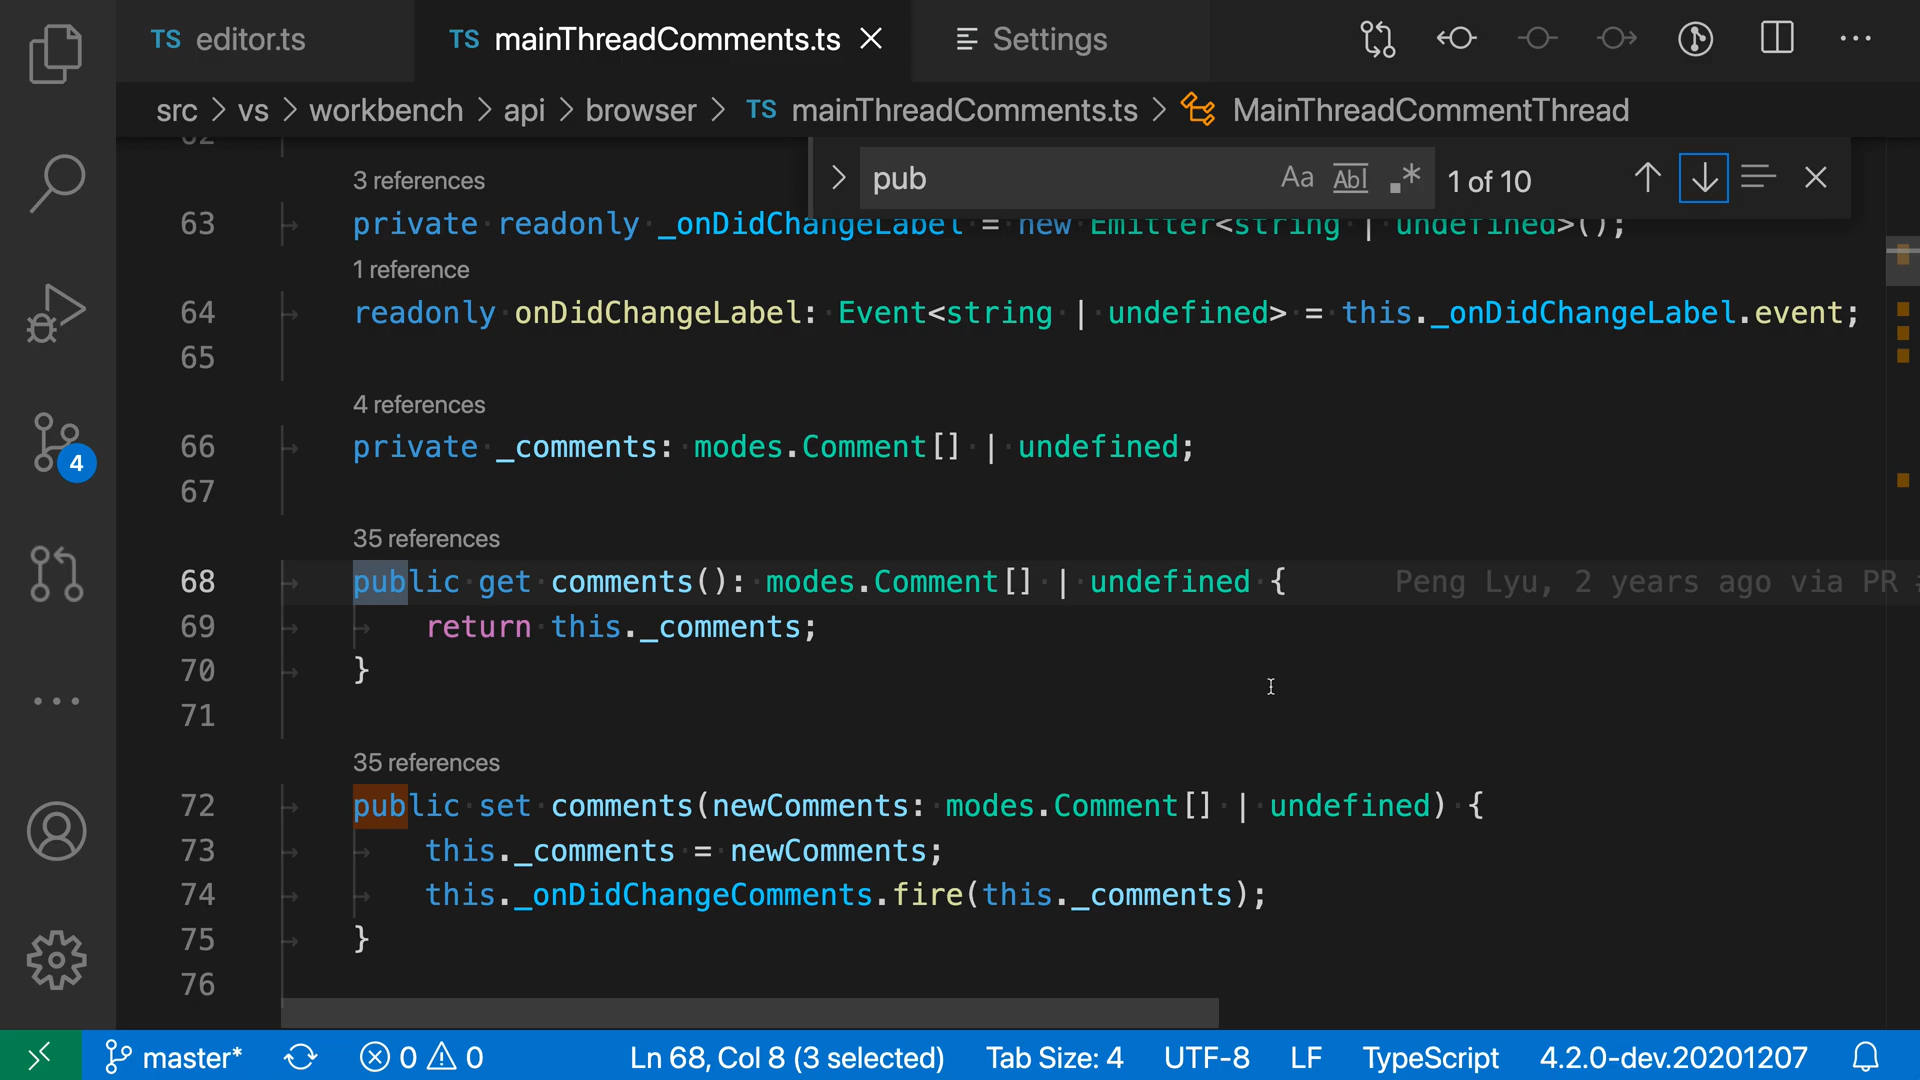 TS editor.ts
TS mainThreadComments.ts
Settings
src > vs > workbench > api > browser > TS mainThreadComments.ts > MainThreadCommentThread
62
pub
Aa Abl .* 1 of 10
3 references
63 private readonly _onDidChangeLabel = new Emitter<string | undefined>();
1 reference
64 readonly onDidChangeLabel: Event<string | undefined> = this._onDidChangeLabel.event;
65
4 references
66 private _comments: modes.Comment[] | undefined;
67
35 references
68 public get comments(): modes.Comment[] | undefined { Peng Lyu, 2 years ago via PR
69 return this._comments;
70 }
71
35 references
72 public set comments(newComments: modes.Comment[] | undefined) {
73 this._comments = newComments;
74 this._onDidChangeComments.fire(this._comments);
75 }
76
4
master* 0 0 Ln 68, Col 8 (3 selected) Tab Size: 4 UTF-8 LF TypeScript 4.2.0-dev.20201207